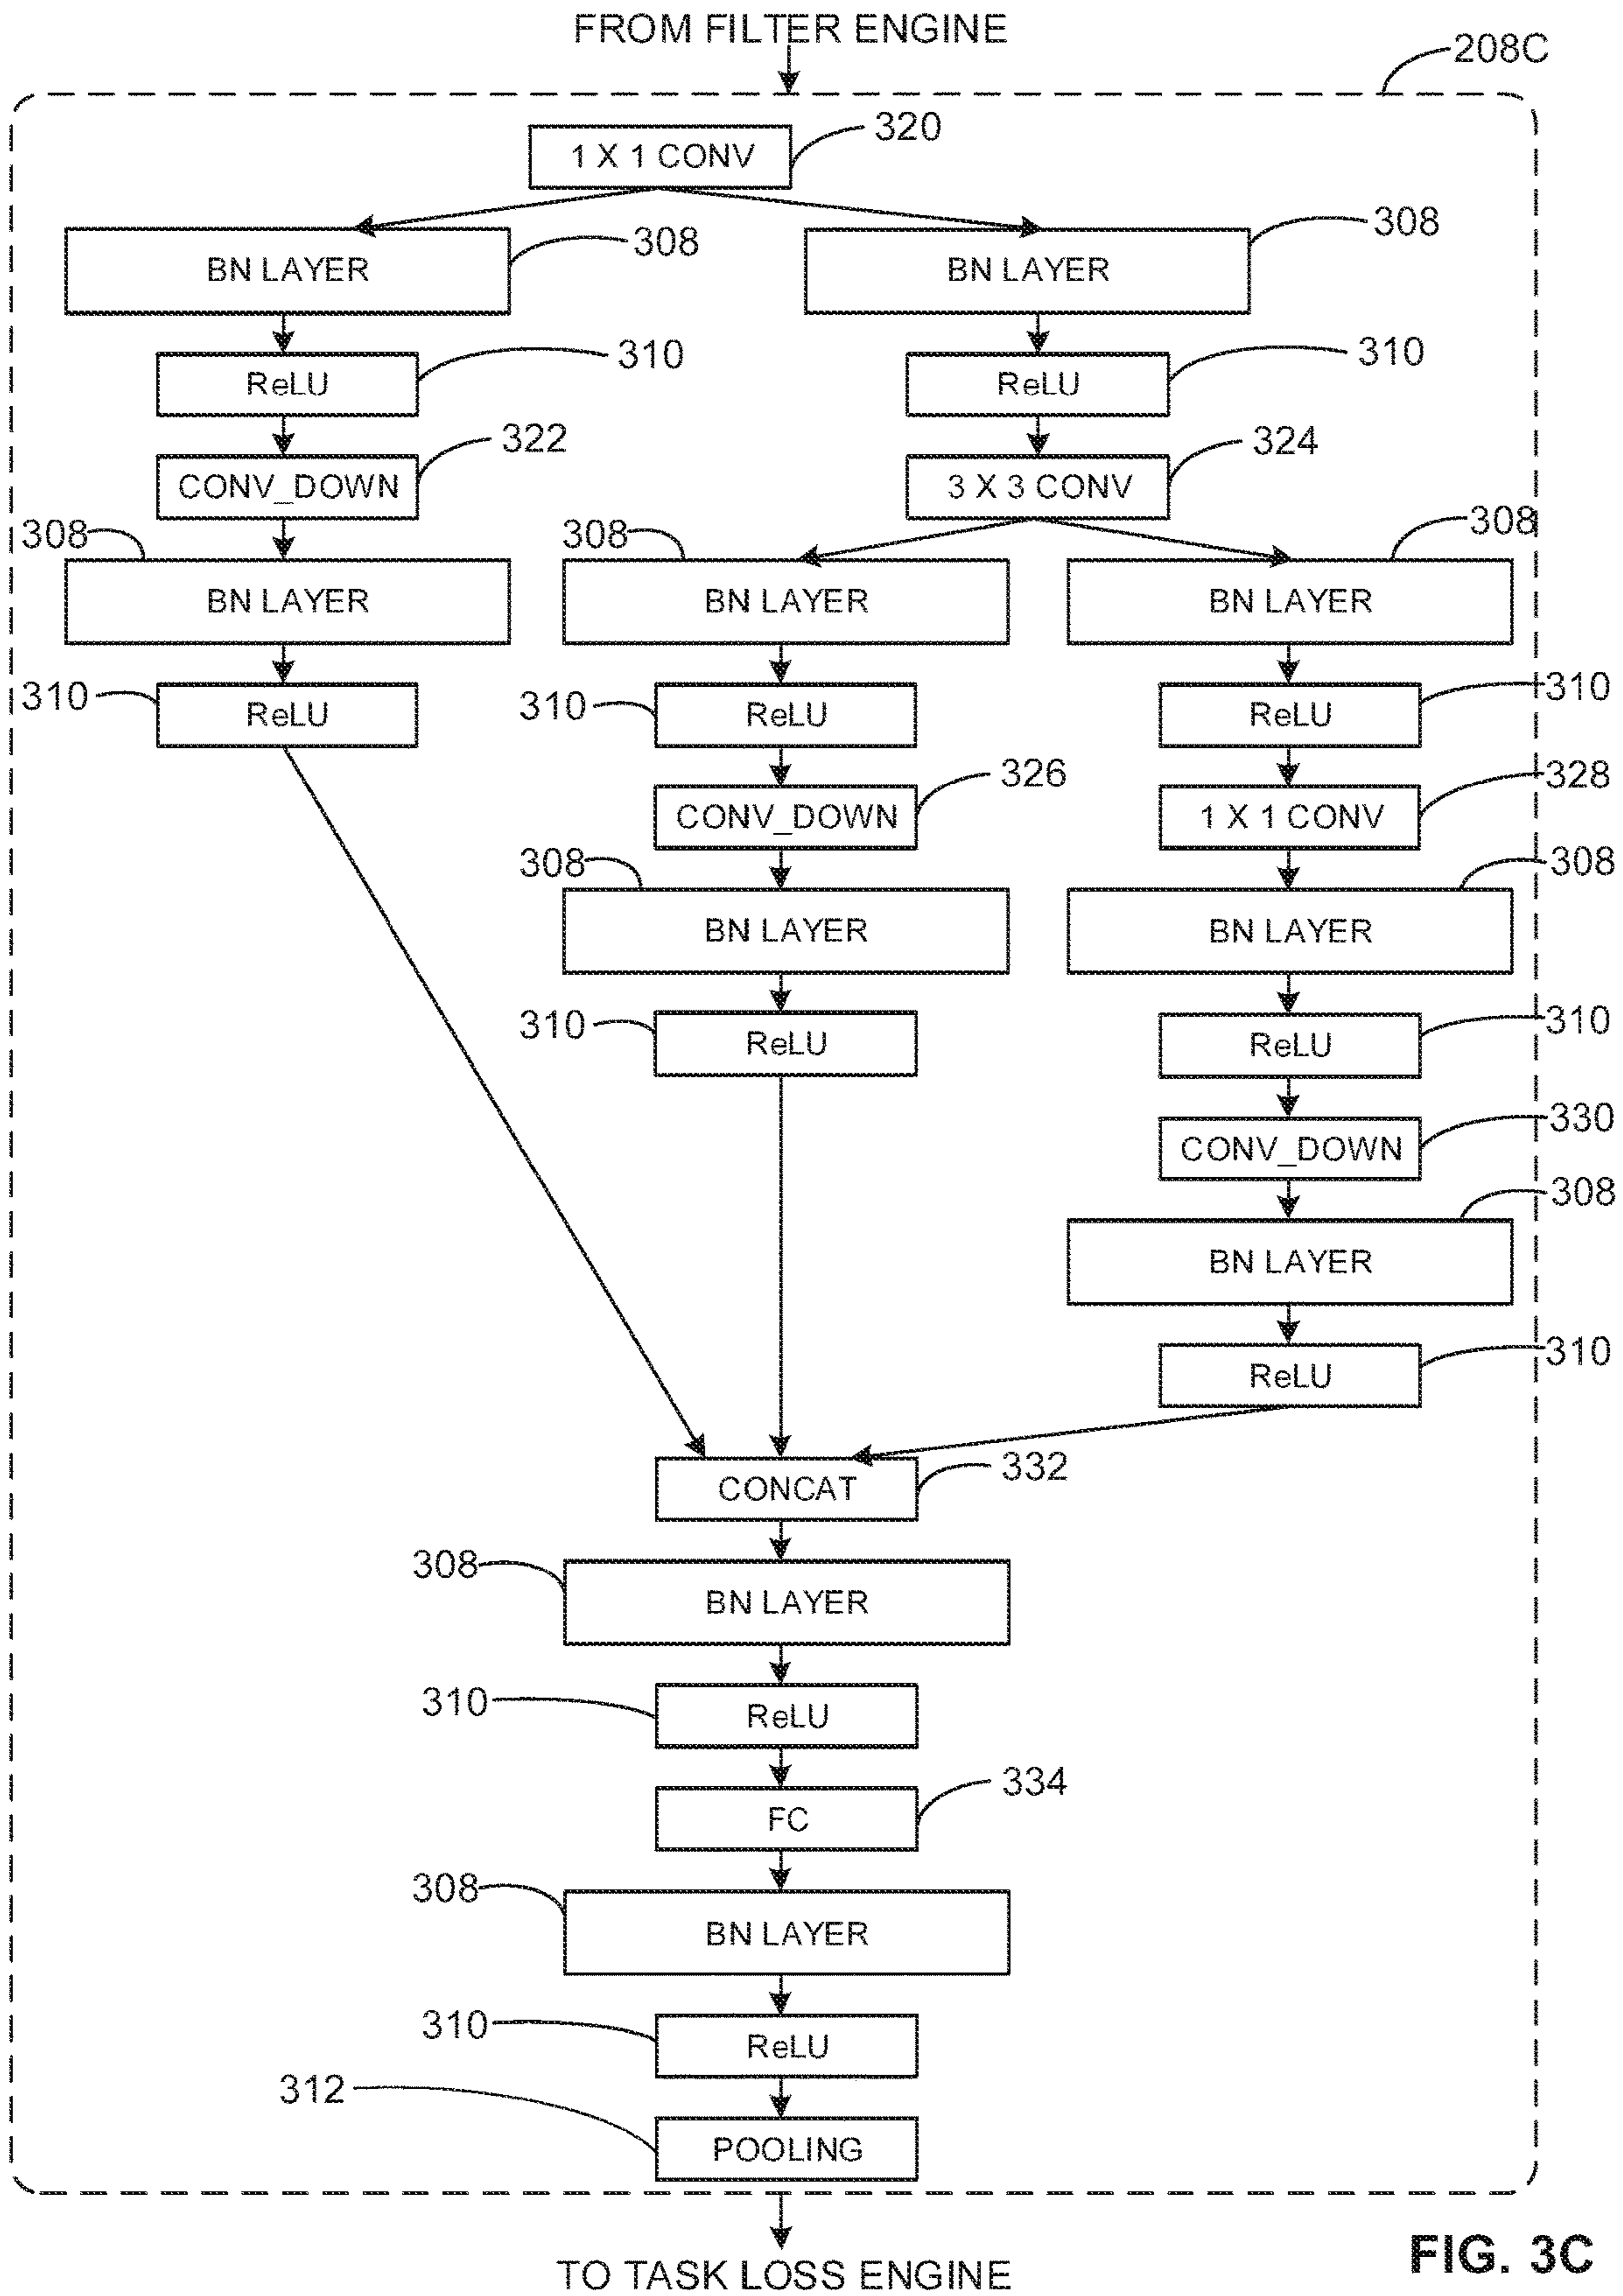 FROM FILTER ENGINE
208C
320
1 X 1 CONV
308
308
BN LAYER
BN LAYER
310
310
ReLU
ReLU
322
324
CONV_DOWN
3 X 3 CONV
308
308
308
BN LAYER
BN LAYER
BN LAYER
310
310
310
ReLU
ReLU
ReLU
326
328
CONV_DOWN
1 X 1 CONV
308
308
BN LAYER
BN LAYER
310
310
ReLU
ReLU
330
CONV_DOWN
308
BN LAYER
310
ReLU
332
CONCAT
308
BN LAYER
310
ReLU
334
FC
308
BN LAYER
310
ReLU
312
POOLING
TO TASK LOSS ENGINE
FIG. 3C